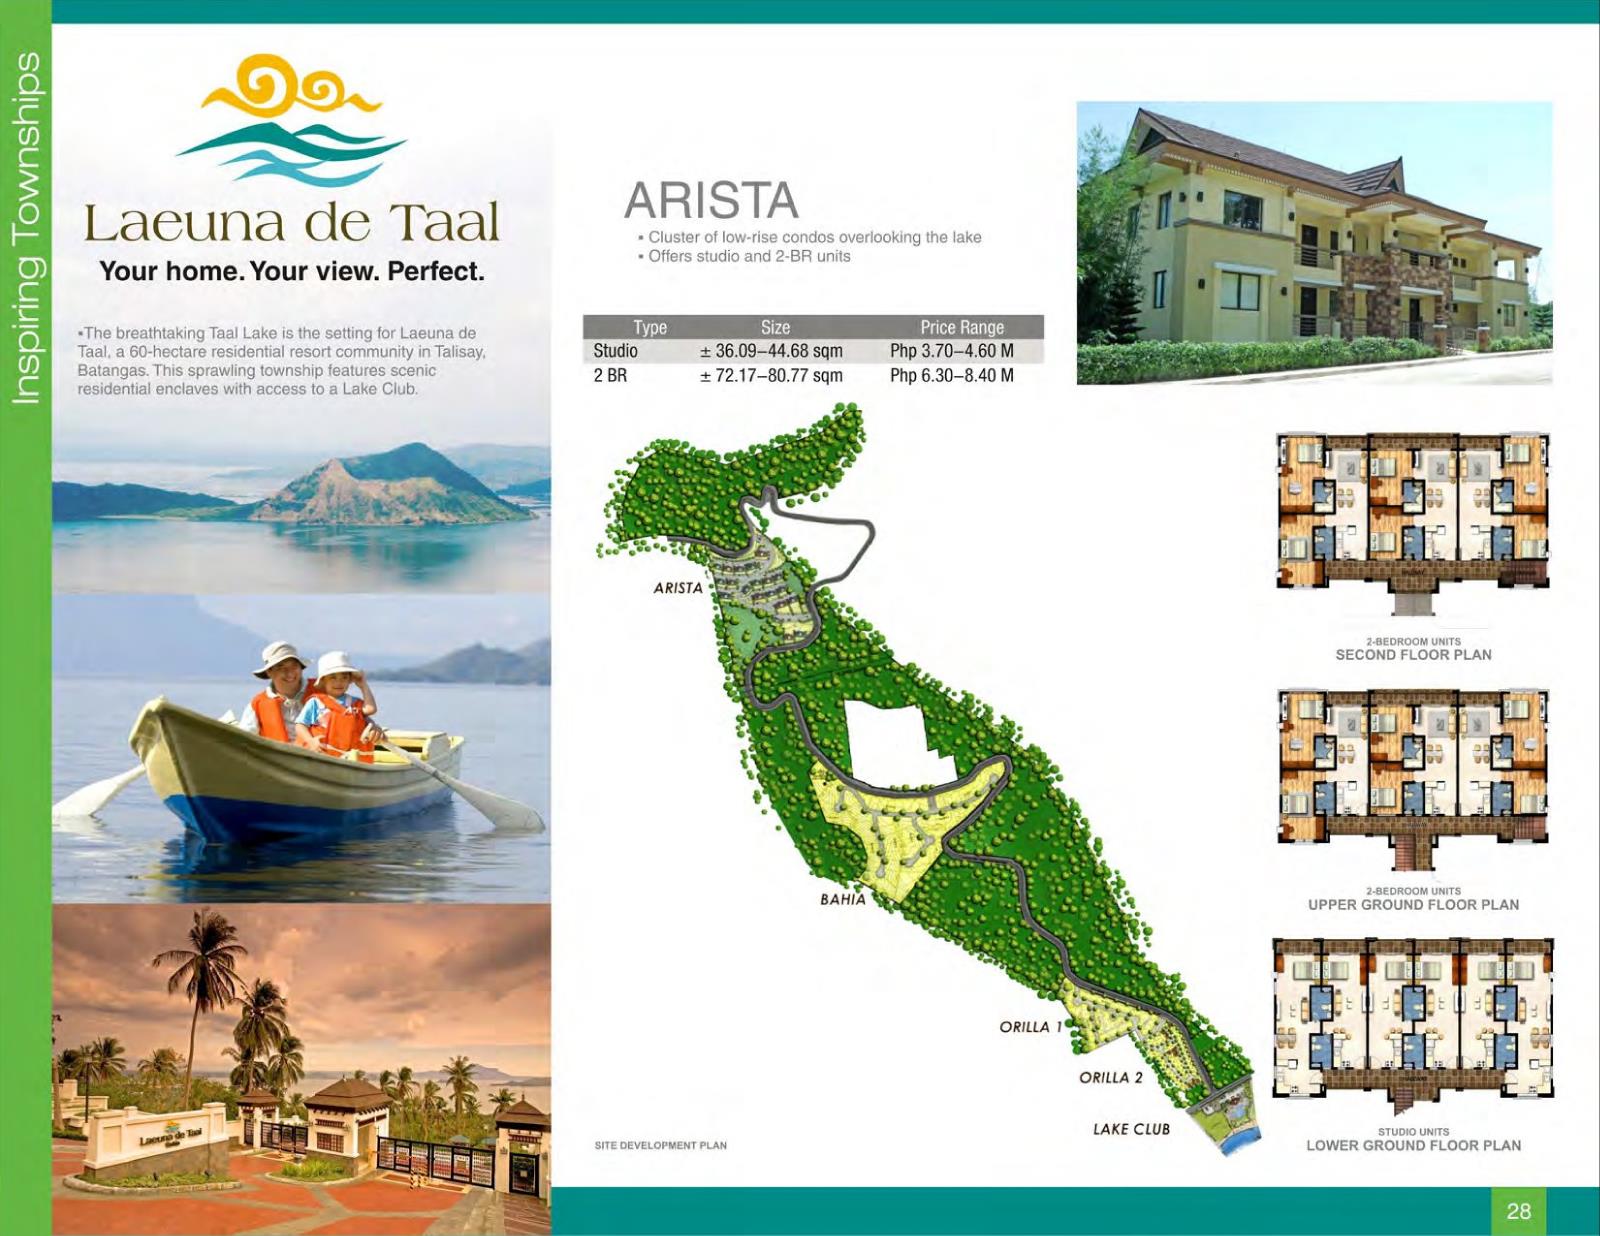 Inspiring Townships
Laeuna de Taal
Your home. Your view. Perfect.
▪The breathtaking Taal Lake is the setting for Laeuna de
Taal, a 60-hectare residential resort community in Talisay,
Batangas. This sprawling township features scenic
residential enclaves with access to a Lake Club.
Laeuna de Taal
ARISTA
▪ Cluster of low-rise condos overlooking the lake
▪ Offers studio and 2-BR units
Type Size Price Range
Studio ± 36.09–44.68 sqm Php 3.70–4.60 M
2 BR ± 72.17–80.77 sqm Php 6.30–8.40 M
ARISTA
BAHIA
ORILLA 1
ORILLA 2
LAKE CLUB
SITE DEVELOPMENT PLAN
2-BEDROOM UNITS
SECOND FLOOR PLAN
2-BEDROOM UNITS
UPPER GROUND FLOOR PLAN
STUDIO UNITS
LOWER GROUND FLOOR PLAN
28